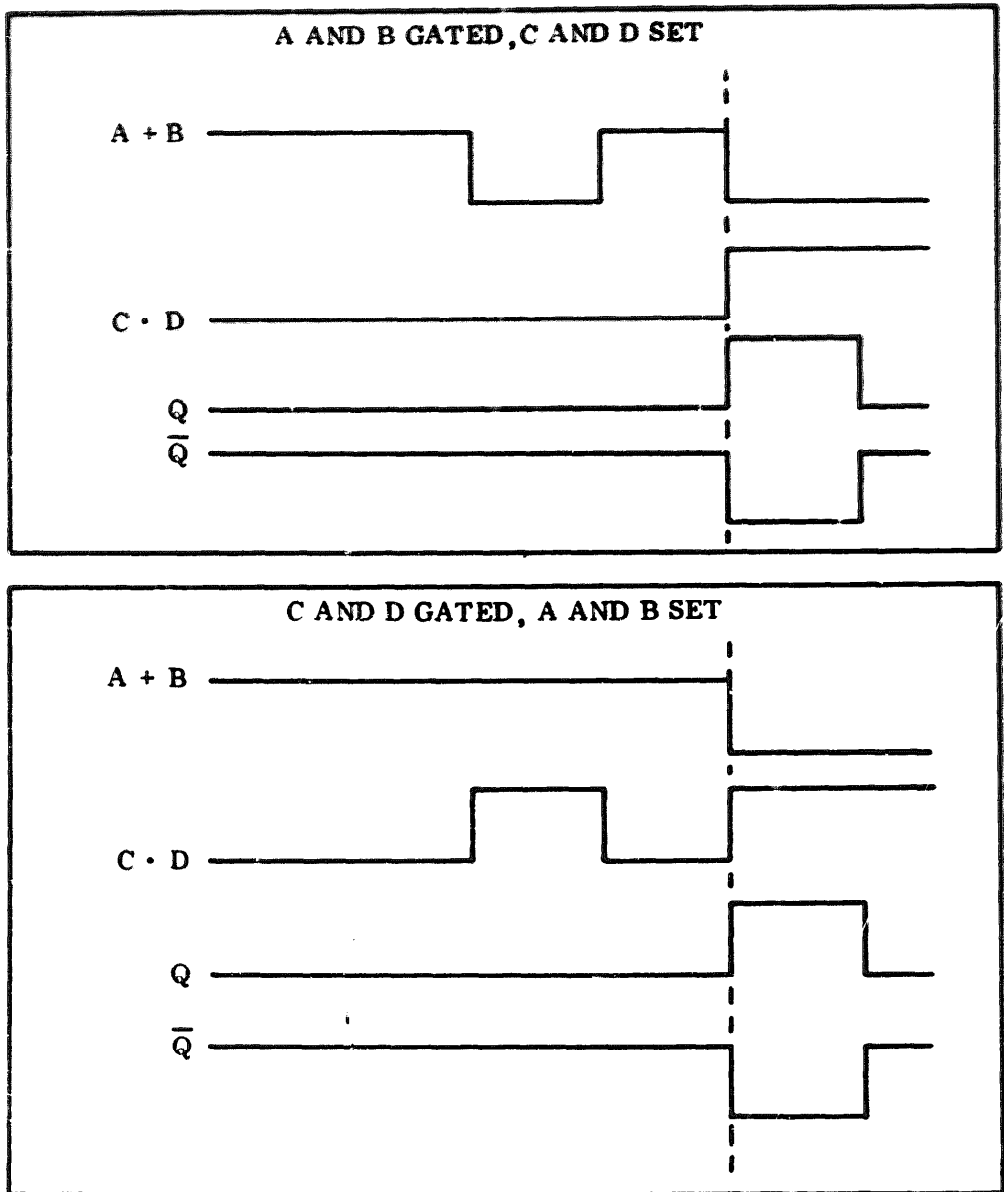 A AND B GATED, C AND D SET
A + B
C · D
Q
Q̅
C AND D GATED, A AND B SET
A + B
C · D
Q
Q̅